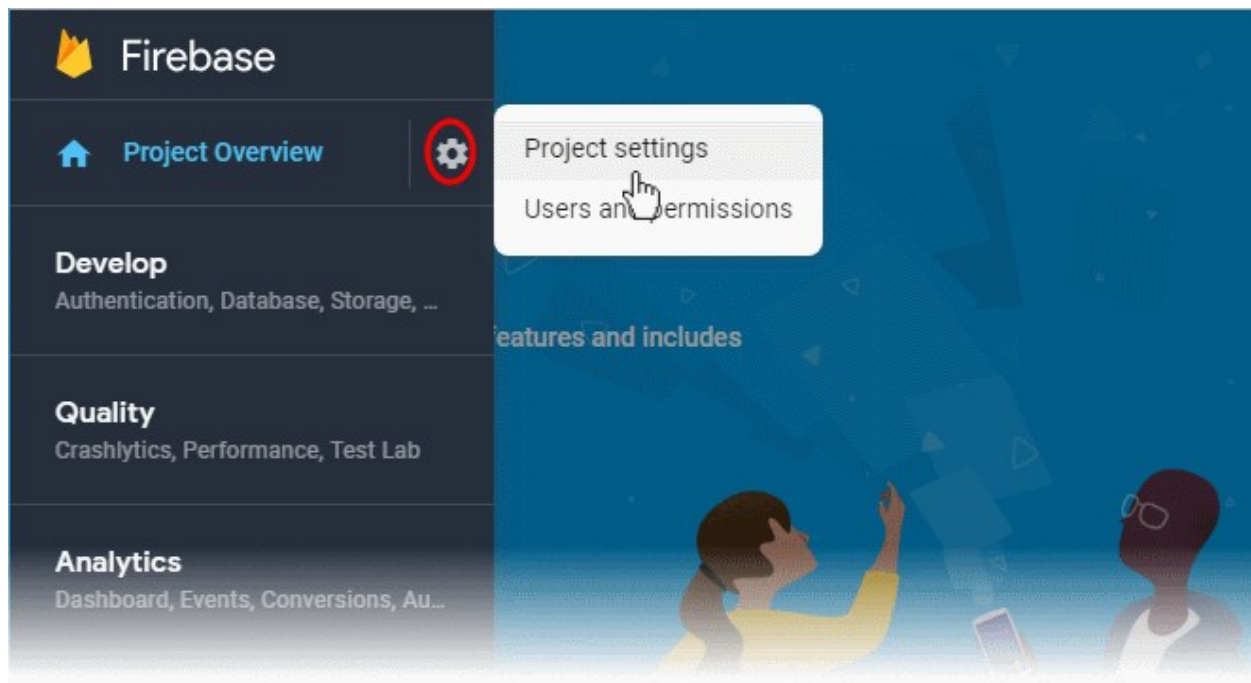 Firebase
Project Overview
Project settings
Users and permissions
Develop
Authentication, Database, Storage, ...
eatures and includes
Quality
Crashlytics, Performance, Test Lab
Analytics
Dashboard, Events, Conversions, Au...